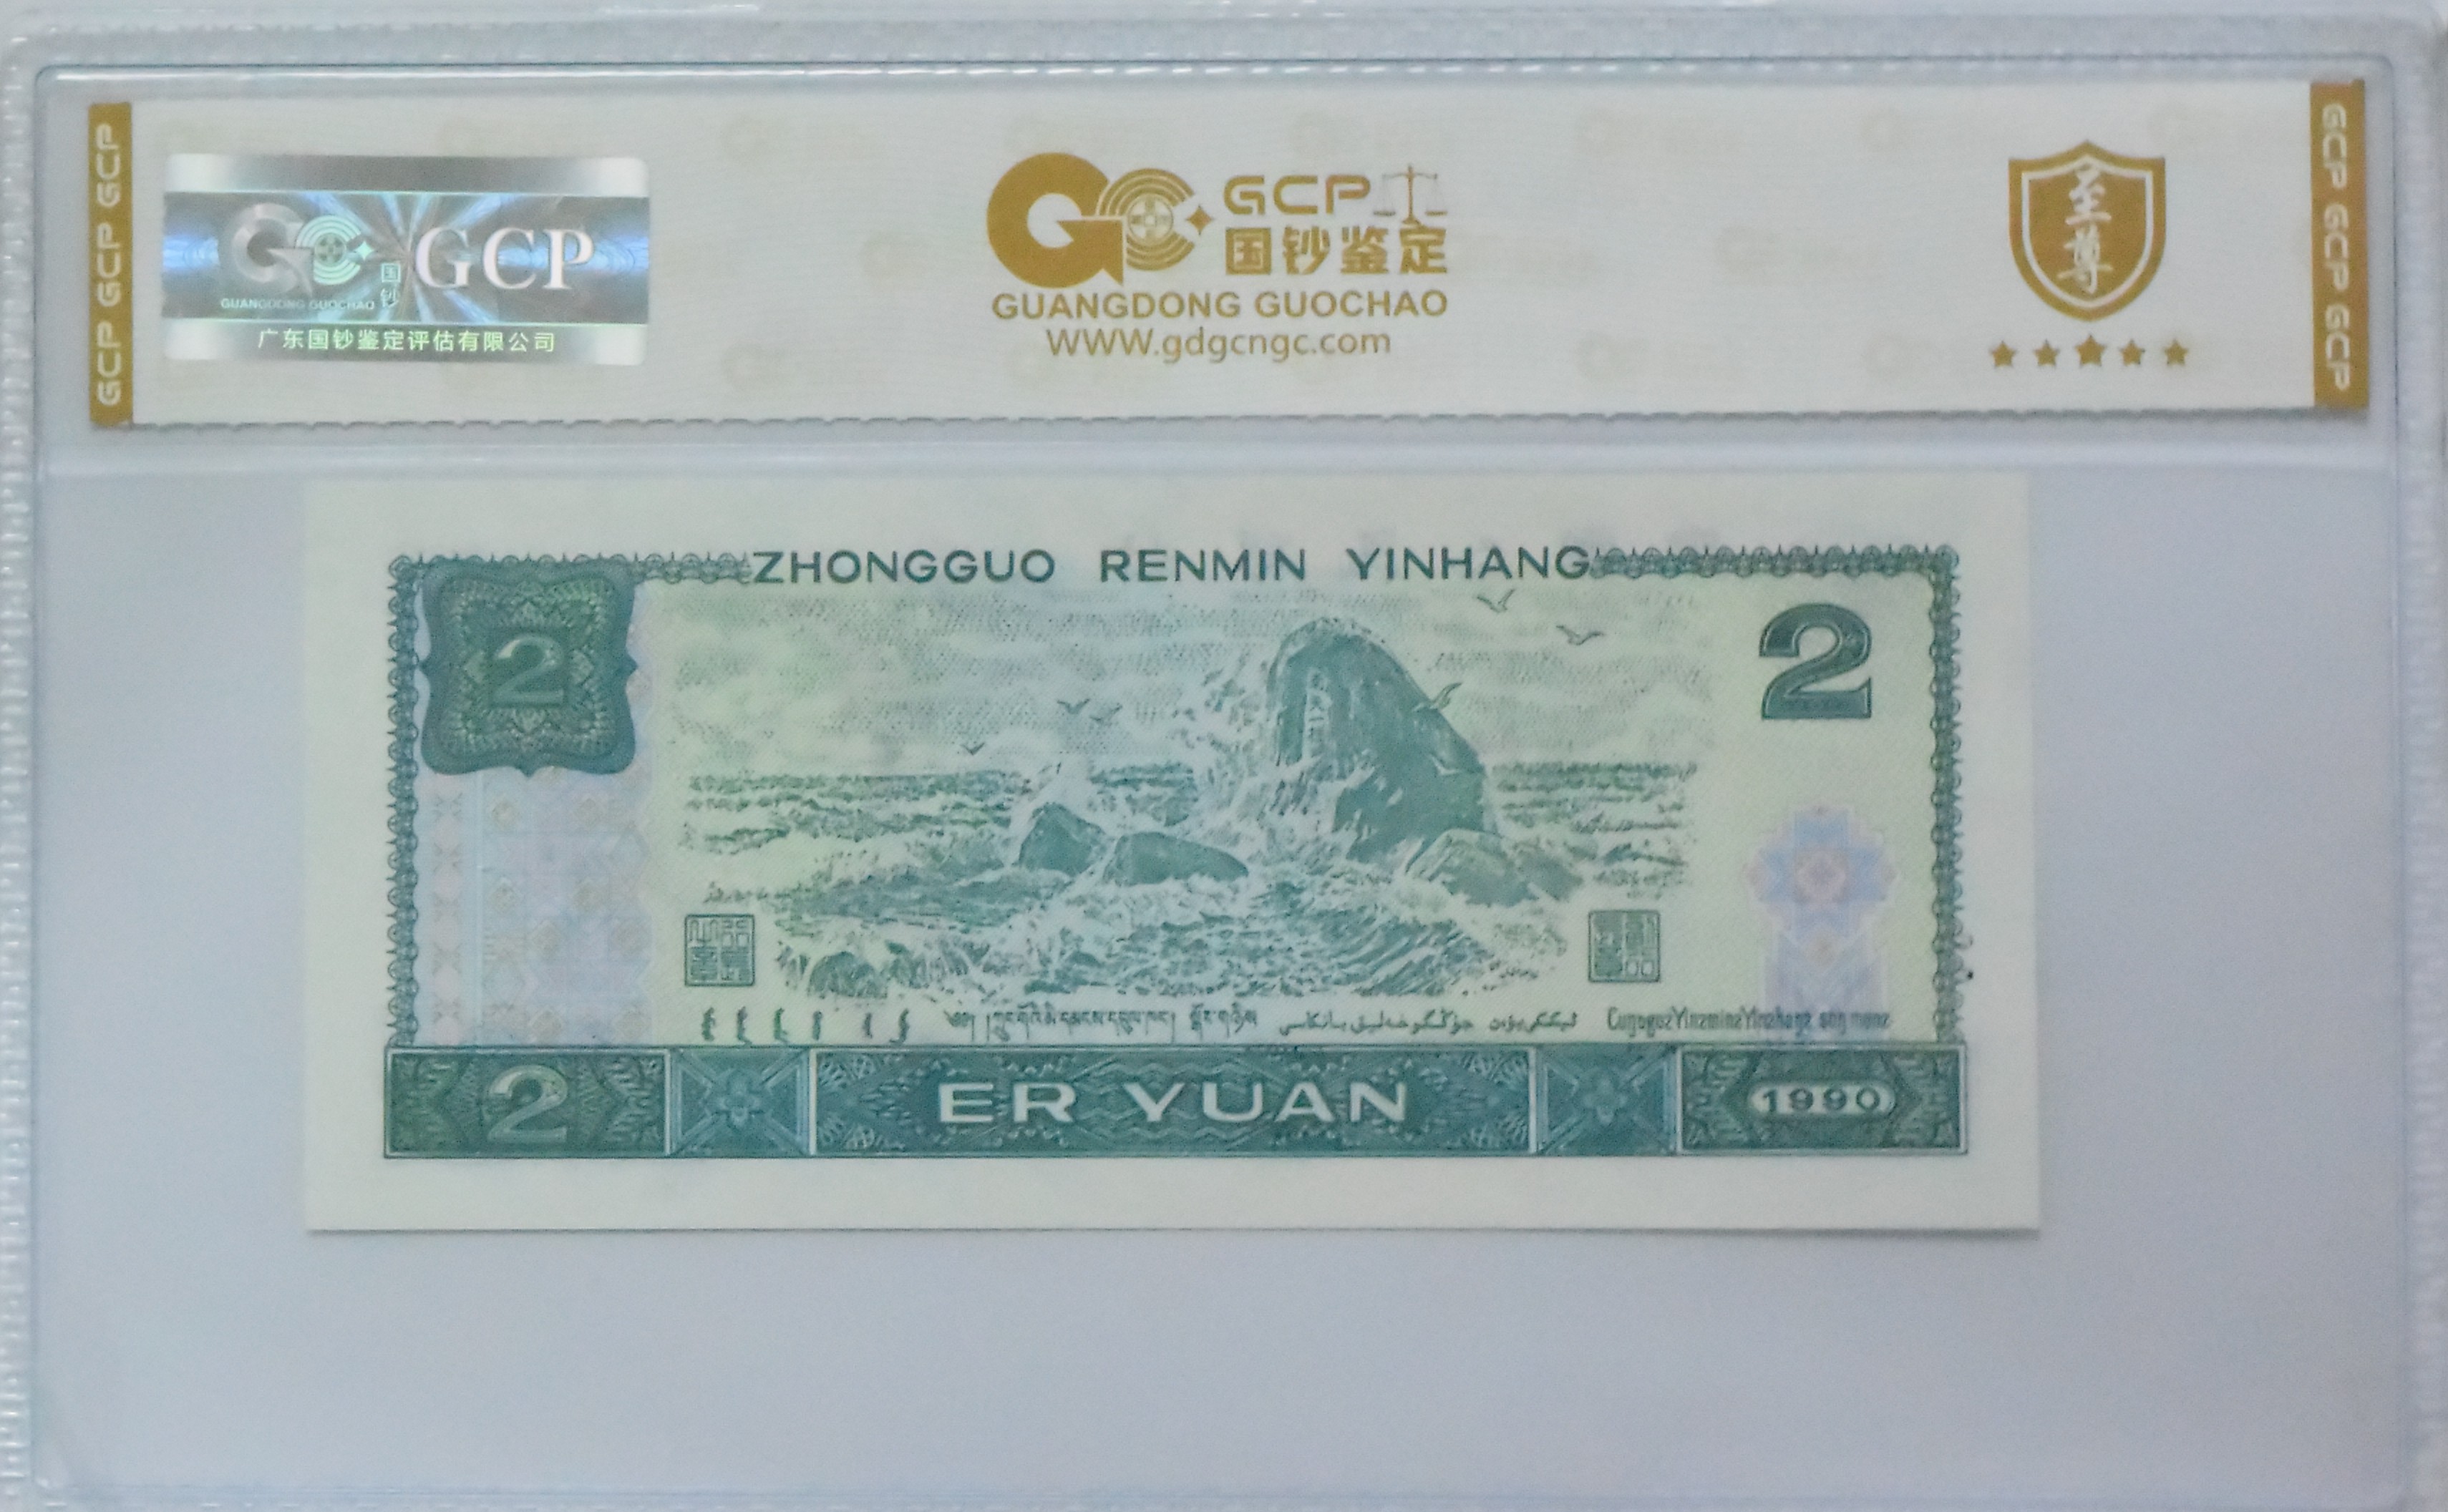 GCP GCP GCP
GUANGDONG GUOCHAO
国钞
GCP
广东国钞鉴定评估有限公司
GCP
国钞鉴定
GUANGDONG GUOCHAO
WWW.gdgcngc.com
至尊
GCP GCP GCP
ZHONGGUO RENMIN YINHANG
2
2
2
ER YUAN
1990